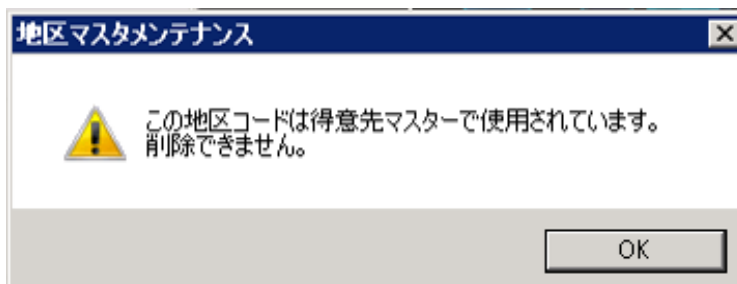 地区マスタメンテナンス
この地区コードは得意先マスターで使用されています。
削除できません。
OK